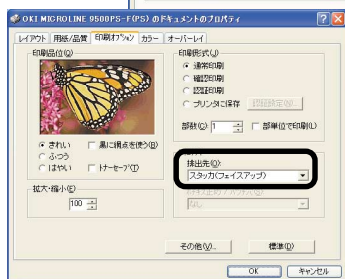 OKI MICROLINE 9500PS-F(PS) のドキュメントのプロパティ
レイアウト 用紙/品質 印刷オプション カラー オーバーレイ
印刷品位(Q)
きれい
ふつう
はやい
黒に網点を使う(B)
トナーセーブ(T)
拡大・縮小(E)
100
印刷形式(J)
通常印刷
確認印刷
認証印刷
プリンタに保存
認証設定(N)...
部数(C) 1 部単位で印刷(L)
排出先(O):
スタッカ(フェイスアップ)
なし
その他(V)...
標準(D)
OK
キャンセル